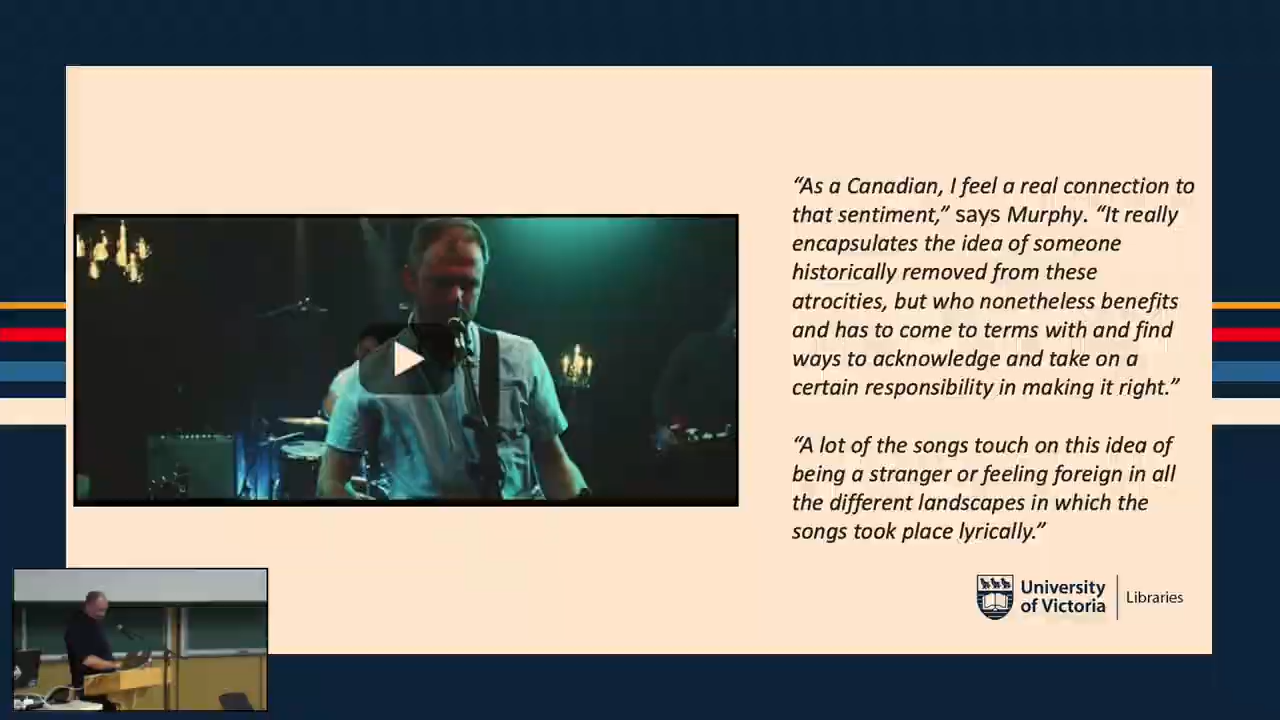 “As a Canadian, I feel a real connection to
that sentiment,” says Murphy. “It really
encapsulates the idea of someone
historically removed from these
atrocities, but who nonetheless benefits
and has to come to terms with and find
ways to acknowledge and take on a
certain responsibility in making it right.”
“A lot of the songs touch on this idea of
being a stranger or feeling foreign in all
the different landscapes in which the
songs took place lyrically.”
University
of Victoria
Libraries